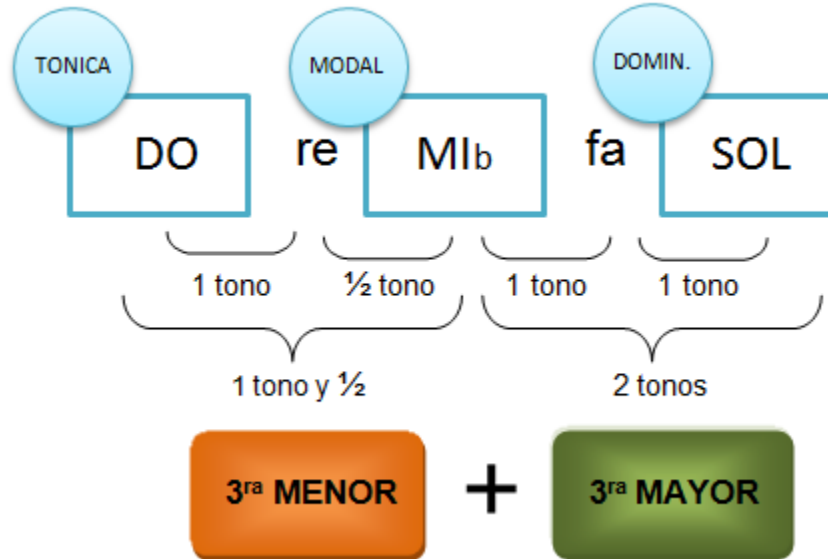 TONICA MODAL DOMIN.
DO re MIb fa SOL
1 tono ½ tono 1 tono 1 tono
1 tono y ½ 2 tonos
3ra MENOR + 3ra MAYOR